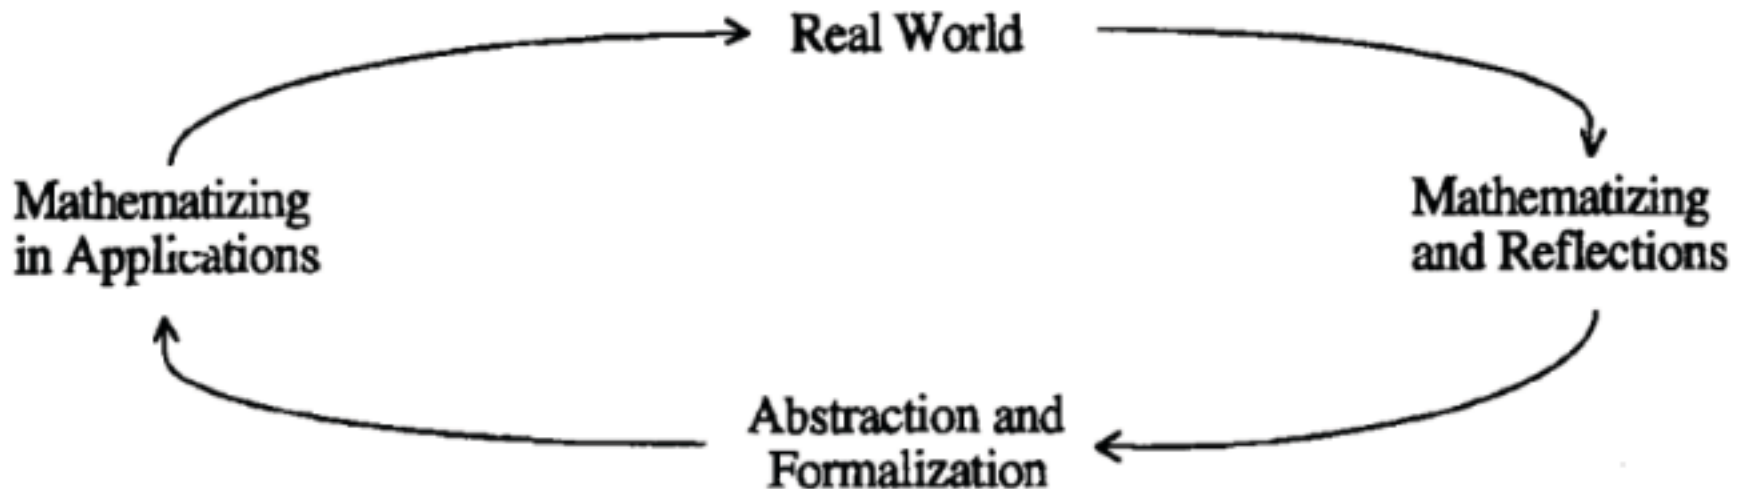 Real World
Mathematizing
in Applications
Mathematizing
and Reflections
Abstraction and
Formalization